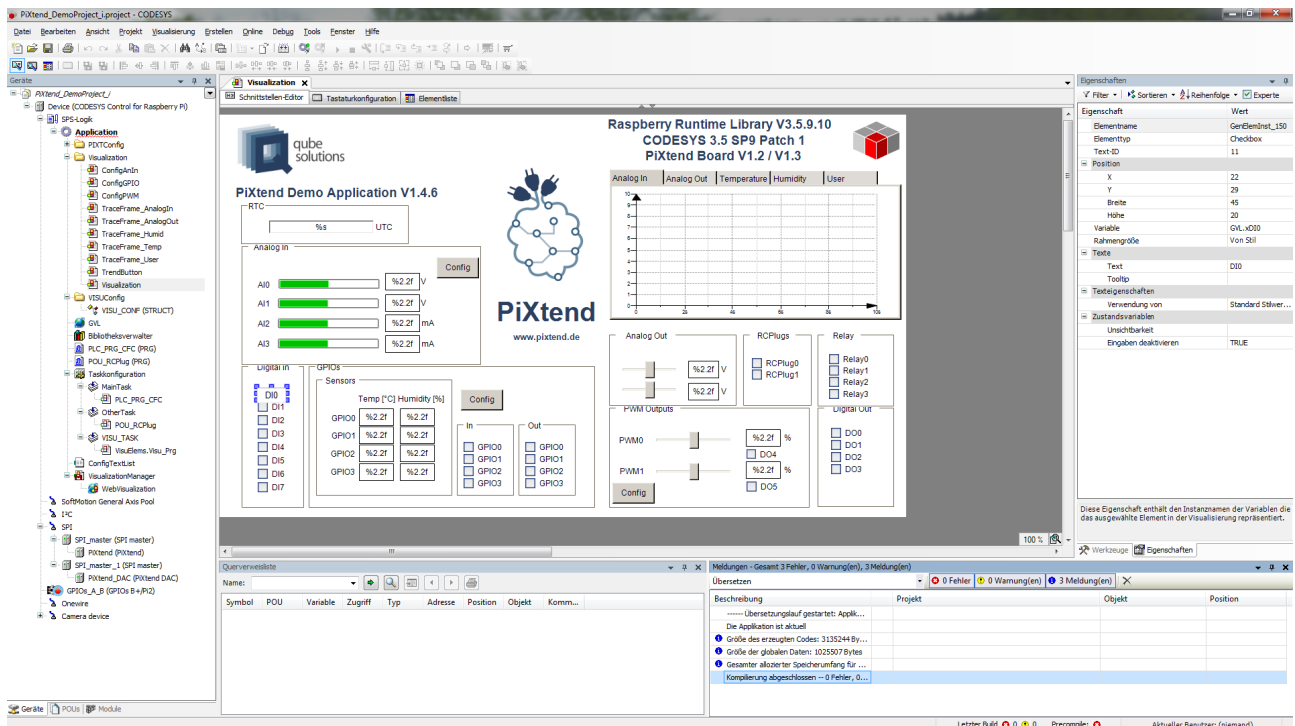 PiXtend_DemoProject_i.project - CODESYS
Datei Bearbeiten Ansicht Projekt Visualisierung Erstellen Online Debug Tools Fenster Hilfe
Geräte
PiXtend_DemoProject_i
Device (CODESYS Control for Raspberry Pi)
SPS-Logik
Application
PIXTConfig
Visualization
ConfigAnIn
ConfigGPIO
ConfigPWM
TraceFrame_AnalogIn
TraceFrame_AnalogOut
TraceFrame_Humid
TraceFrame_Temp
TraceFrame_User
TrendButton
Visualization
VISUConfig
VISU_CONF (STRUCT)
GVL
Bibliotheksverwalter
PLC_PRG_CFC (PRG)
POU_RCPlug (PRG)
Taskkonfiguration
MainTask
PLC_PRG_CFC
OtherTask
POU_RCPlug
VISU_TASK
VisuElems.Visu_Prg
ConfigTextList
VisualizationManager
WebVisualization
SoftMotion General Axis Pool
I²C
SPI
SPI_master (SPI master)
PiXtend (PiXtend)
SPI_master_1 (SPI master)
PiXtend_DAC (PiXtend DAC)
GPIOs_A_B (GPIOs B+/Pi2)
Onewire
Camera device
Geräte POUs Module
Visualization
Schnittstellen-Editor Tastaturkonfiguration Elementliste
qube
solutions
Raspberry Runtime Library V3.5.9.10
CODESYS 3.5 SP9 Patch 1
PiXtend Board V1.2 / V1.3
PiXtend Demo Application V1.4.6
RTC
%s UTC
Analog In
Config
AI0 %2.2f V
AI1 %2.2f V
AI2 %2.2f mA
AI3 %2.2f mA
PiXtend
www.pixtend.de
Analog In Analog Out Temperature Humidity User
10
9
8
7
6
5
4
3
2
1
0 2s 4s 6s 8s 10s
Digital in
DI0
DI1
DI2
DI3
DI4
DI5
DI6
DI7
GPIOs
Sensors
Temp [°C] Humidity [%]
GPIO0 %2.2f %2.2f
GPIO1 %2.2f %2.2f
GPIO2 %2.2f %2.2f
GPIO3 %2.2f %2.2f
Config
In
GPIO0
GPIO1
GPIO2
GPIO3
Out
GPIO0
GPIO1
GPIO2
GPIO3
Analog Out
%2.2f V
%2.2f V
RCPlugs
RCPlug0
RCPlug1
Relay
Relay0
Relay1
Relay2
Relay3
PWM Outputs
PWM0 %2.2f %
DO4
PWM1 %2.2f %
DO5
Config
Digital Out
DO0
DO1
DO2
DO3
100 %
Querverweisliste
Name:
Symbol POU Variable Zugriff Typ Adresse Position Objekt Komm...
Meldungen - Gesamt 3 Fehler, 0 Warnung(en), 3 Meldung(en)
Übersetzen 0 Fehler 0 Warnung(en) 3 Meldung(en)
Beschreibung Projekt Objekt Position
------ Übersetzungslauf gestartet: Applik...
Die Applikation ist aktuell
Größe des erzeugten Codes: 3135244 By...
Größe der globalen Daten: 1025507 Bytes
Gesamter allozierter Speicherumfang für ...
Kompilierung abgeschlossen -- 0 Fehler, 0...
Eigenschaften
Filter Sortieren Reihenfolge Experte
Eigenschaft Wert
Elementname GenElemInst_150
Elementtyp Checkbox
Text-ID 11
Position
X 22
Y 29
Breite 45
Höhe 20
Variable GVL.xDI0
Rahmengröße Von Stil
Texte
Text DI0
Tooltip
Texteigenschaften
Verwendung von Standard Stilwer...
Zustandsvariablen
Unsichtbarkeit
Eingaben deaktivieren TRUE
Diese Eigenschaft enthält den Instanznamen der Variablen die
das ausgewählte Element in der Visualisierung repräsentiert.
Werkzeuge Eigenschaften
Letzter Build 0 0 Precompile: Aktueller Benutzer: (niemand)